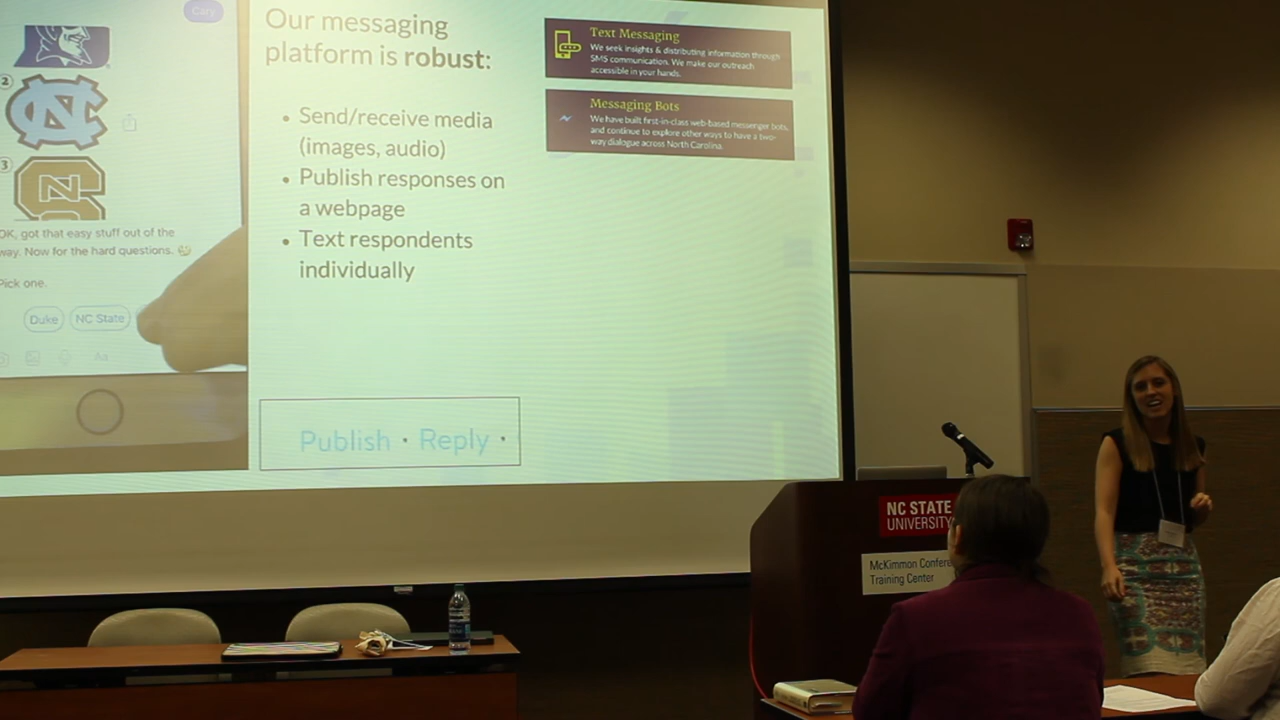 Cary
2
3
OK, got that easy stuff out of the
way. Now for the hard questions.
Pick one.
Duke
NC State
Aa
Our messaging
platform is robust:
• Send/receive media
(images, audio)
• Publish responses on
a webpage
• Text respondents
individually
Publish · Reply ·
Text Messaging
We seek insights & distributing information through
SMS communication. We make our outreach
accessible in your hands.
Messaging Bots
We have built first-in-class web-based messenger bots,
and continue to explore other ways to have a two-
way dialogue across North Carolina.
NC STATE
UNIVERSITY
McKimmon Confere
Training Center